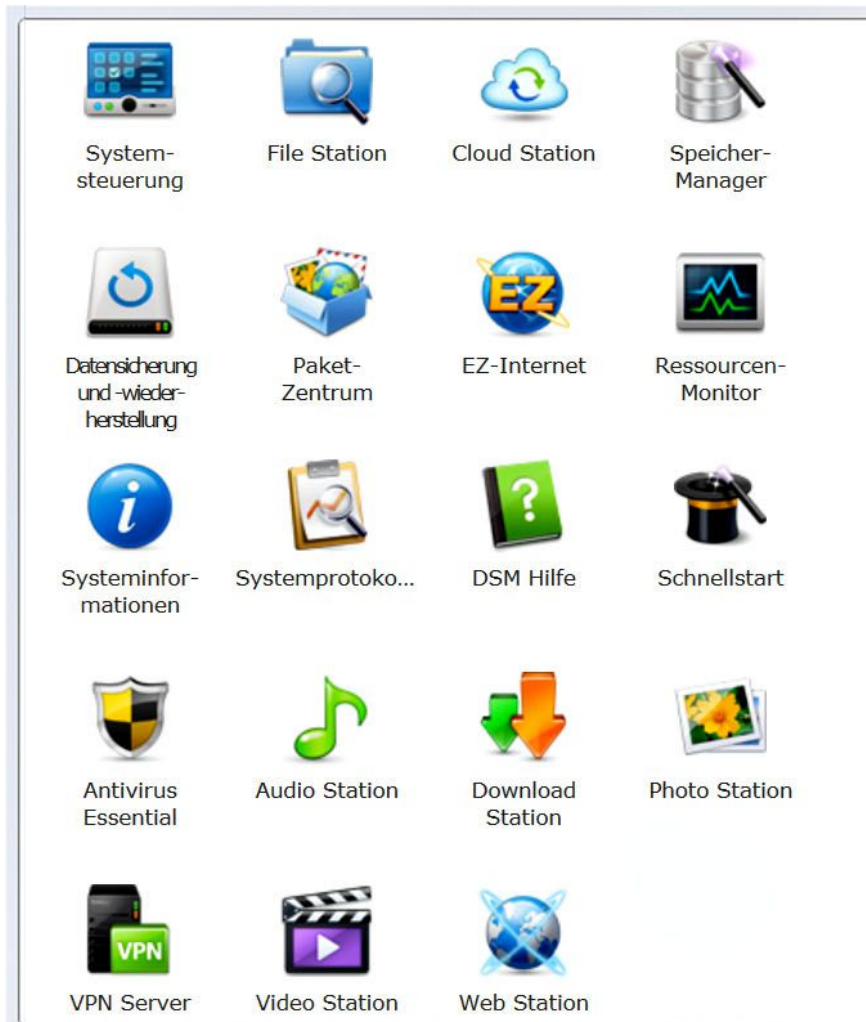 System-
steuerung
File Station
Cloud Station
Speicher-
Manager
Datensicherung
und -wieder-
herstellung
Paket-
Zentrum
EZ
EZ-Internet
Ressourcen-
Monitor
i
Systeminfor-
mationen
Systemprotoko...
?
DSM Hilfe
Schnellstart
Antivirus
Essential
Audio Station
Download
Station
Photo Station
VPN
VPN Server
Video Station
Web Station